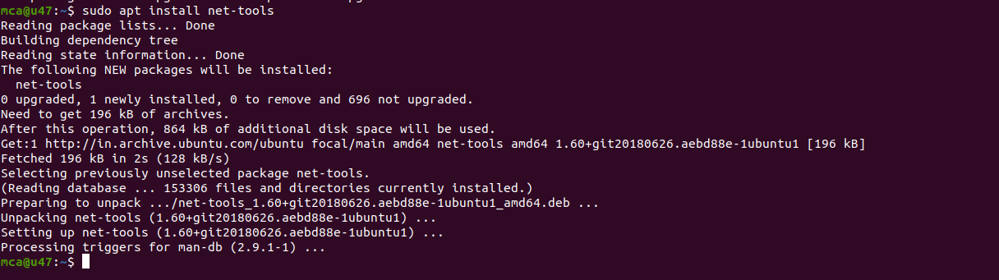 mca@u47:~$ sudo apt install net-tools
Reading package lists... Done
Building dependency tree
Reading state information... Done
The following NEW packages will be installed:
  net-tools
0 upgraded, 1 newly installed, 0 to remove and 696 not upgraded.
Need to get 196 kB of archives.
After this operation, 864 kB of additional disk space will be used.
Get:1 http://in.archive.ubuntu.com/ubuntu focal/main amd64 net-tools amd64 1.60+git20180626.aebd88e-1ubuntu1 [196 kB]
Fetched 196 kB in 2s (128 kB/s)
Selecting previously unselected package net-tools.
(Reading database ... 153306 files and directories currently installed.)
Preparing to unpack .../net-tools_1.60+git20180626.aebd88e-1ubuntu1_amd64.deb ...
Unpacking net-tools (1.60+git20180626.aebd88e-1ubuntu1) ...
Setting up net-tools (1.60+git20180626.aebd88e-1ubuntu1) ...
Processing triggers for man-db (2.9.1-1) ...
mca@u47:~$